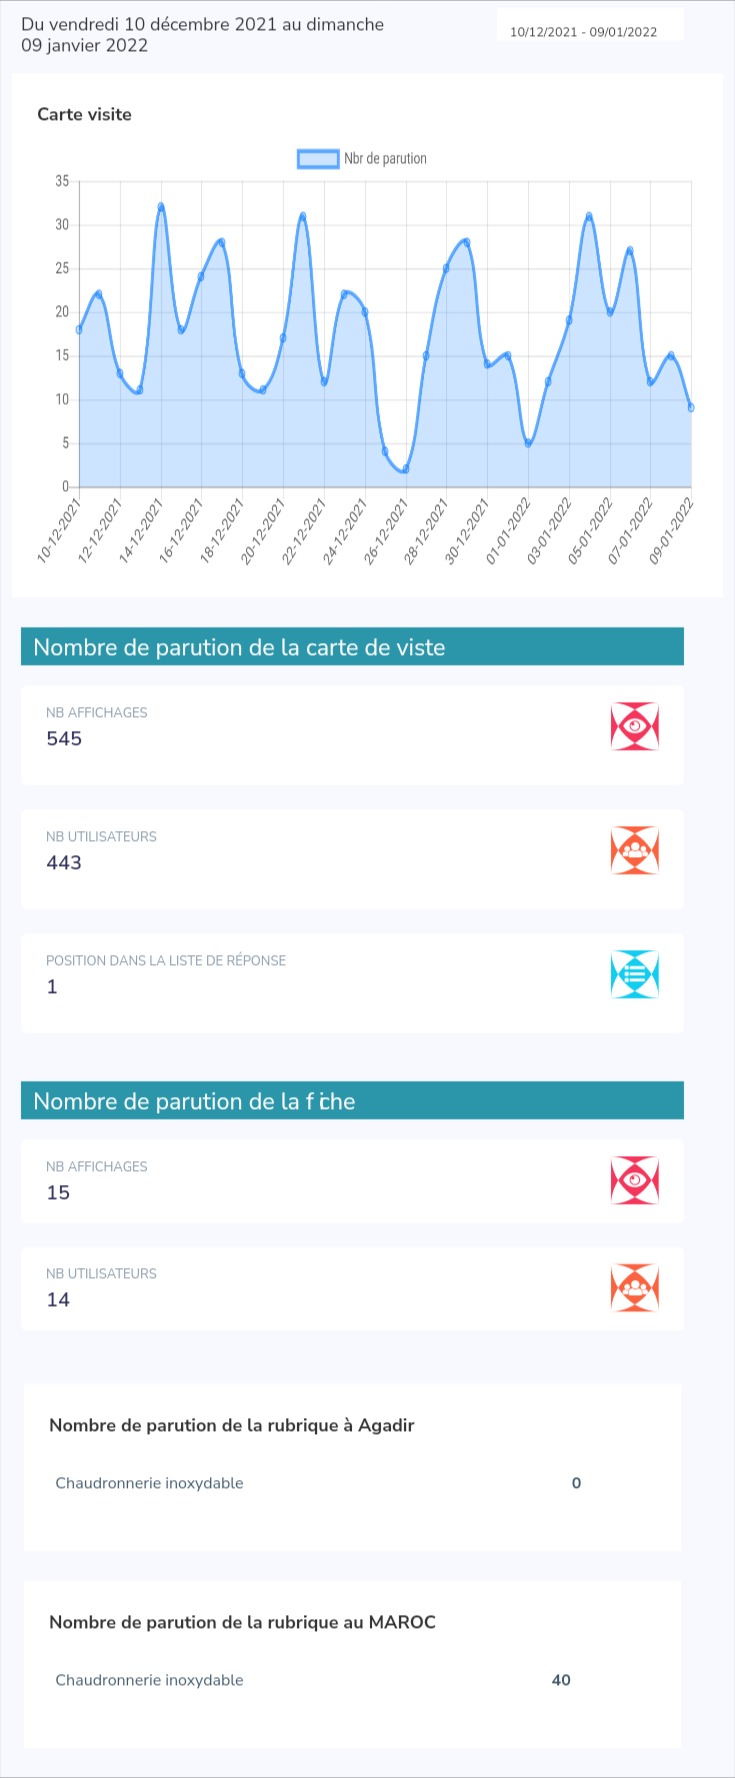 Du vendredi 10 décembre 2021 au dimanche
09 janvier 2022
10/12/2021 - 09/01/2022
Carte visite
Nbr de parution
35
30
25
20
15
10
5
0
10-12-2021
12-12-2021
14-12-2021
16-12-2021
18-12-2021
20-12-2021
22-12-2021
24-12-2021
26-12-2021
28-12-2021
30-12-2021
01-01-2022
03-01-2022
05-01-2022
07-01-2022
09-01-2022
Nombre de parution de la carte de viste
NB AFFICHAGES
545
NB UTILISATEURS
443
POSITION DANS LA LISTE DE RÉPONSE
1
Nombre de parution de la fiche
NB AFFICHAGES
15
NB UTILISATEURS
14
Nombre de parution de la rubrique à Agadir
Chaudronnerie inoxydable 0
Nombre de parution de la rubrique au MAROC
Chaudronnerie inoxydable 40